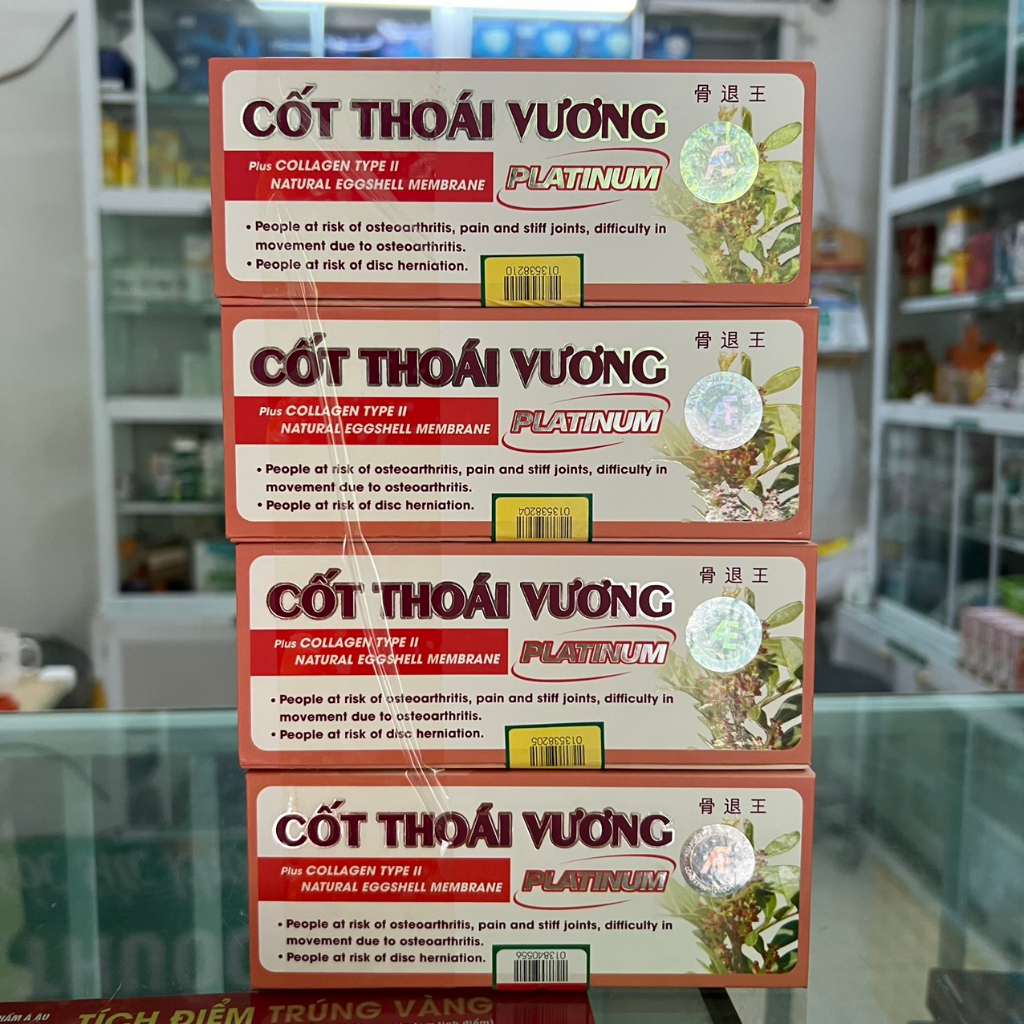 CỐT THOÁI VƯƠNG
骨退王
Plus COLLAGEN TYPE II
NATURAL EGGSHELL MEMBRANE
PLATINUM
• People at risk of osteoarthritis, pain and stiff joints, difficulty in
movement due to osteoarthritis.
• People at risk of disc herniation.
013538210
CỐT THOÁI VƯƠNG
骨退王
Plus COLLAGEN TYPE II
NATURAL EGGSHELL MEMBRANE
PLATINUM
• People at risk of osteoarthritis, pain and stiff joints, difficulty in
movement due to osteoarthritis.
• People at risk of disc herniation.
013538204
CỐT THOÁI VƯƠNG
骨退王
Plus COLLAGEN TYPE II
NATURAL EGGSHELL MEMBRANE
PLATINUM
• People at risk of osteoarthritis, pain and stiff joints, difficulty in
movement due to osteoarthritis.
• People at risk of disc herniation.
013538205
CỐT THOÁI VƯƠNG
骨退王
Plus COLLAGEN TYPE II
NATURAL EGGSHELL MEMBRANE
PLATINUM
• People at risk of osteoarthritis, pain and stiff joints, difficulty in
movement due to osteoarthritis.
• People at risk of disc herniation.
013840556
TÍCH ĐIỂM TRÚNG VÀNG